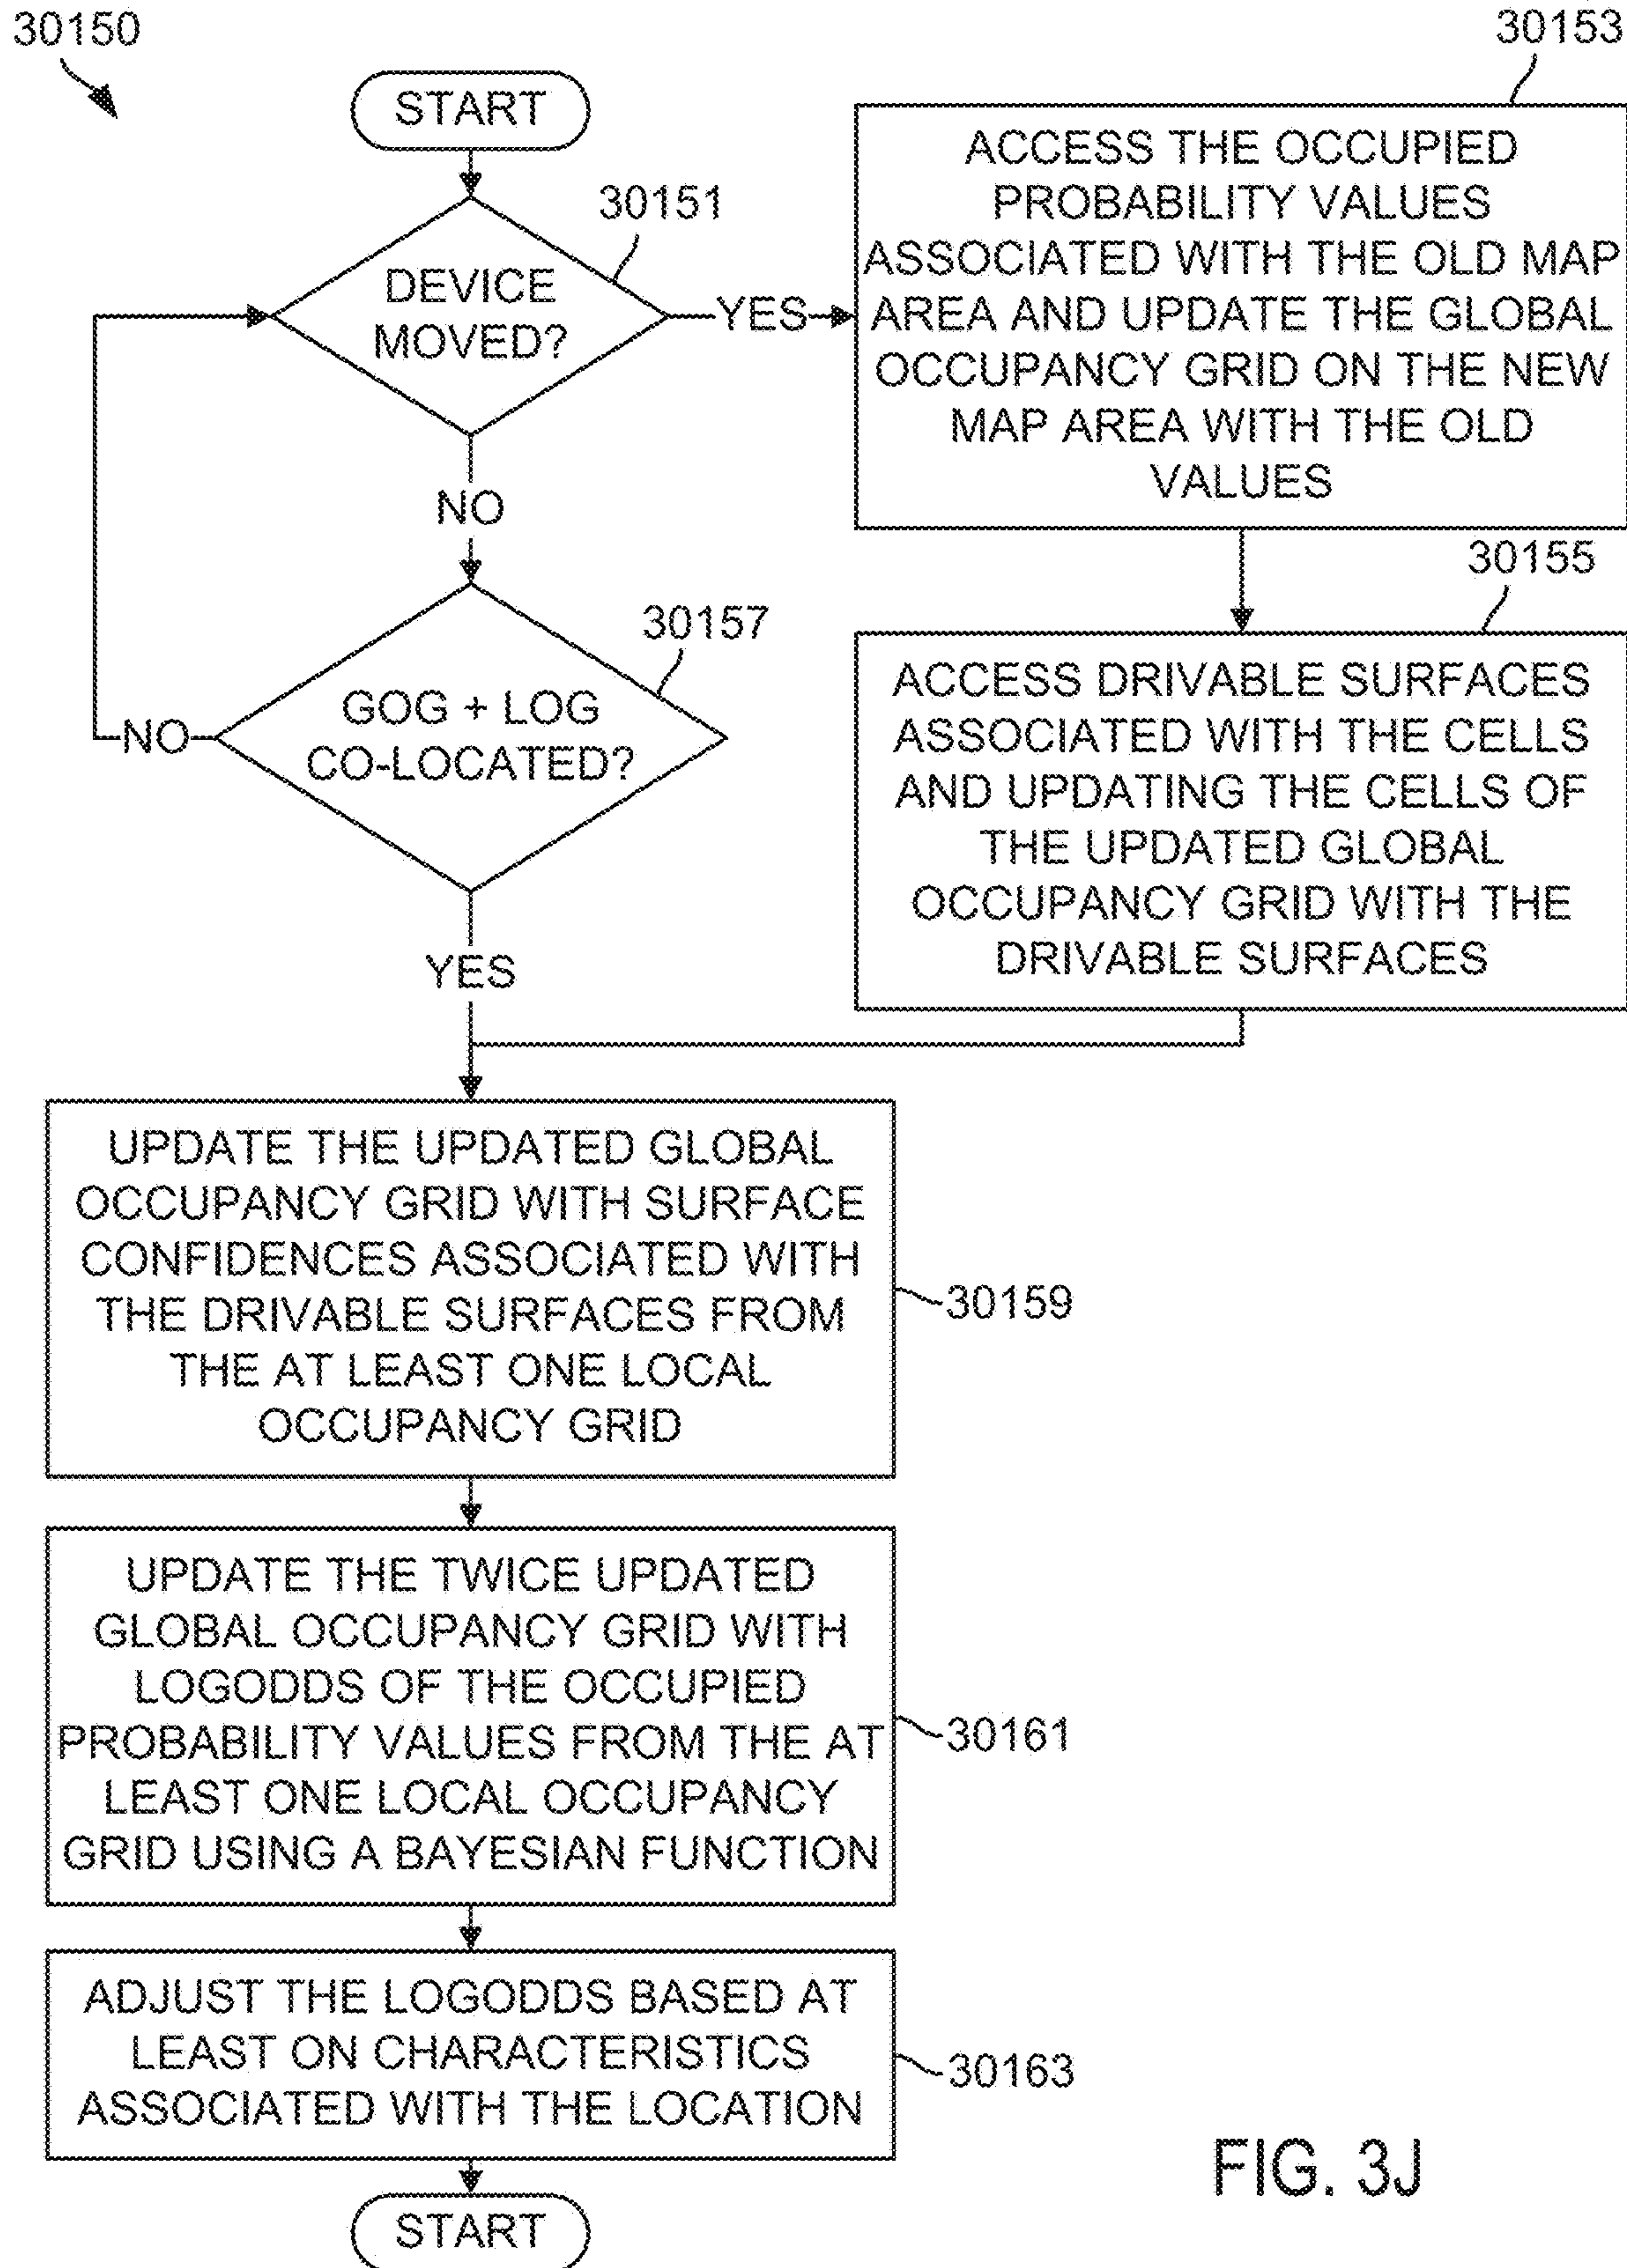 30150
START
30151
DEVICE
MOVED?
YES
30153
ACCESS THE OCCUPIED
PROBABILITY VALUES
ASSOCIATED WITH THE OLD MAP
AREA AND UPDATE THE GLOBAL
OCCUPANCY GRID ON THE NEW
MAP AREA WITH THE OLD
VALUES
30155
ACCESS DRIVABLE SURFACES
ASSOCIATED WITH THE CELLS
AND UPDATING THE CELLS OF
THE UPDATED GLOBAL
OCCUPANCY GRID WITH THE
DRIVABLE SURFACES
NO
30157
GOG + LOG
CO-LOCATED?
NO
YES
UPDATE THE UPDATED GLOBAL
OCCUPANCY GRID WITH SURFACE
CONFIDENCES ASSOCIATED WITH
THE DRIVABLE SURFACES FROM
THE AT LEAST ONE LOCAL
OCCUPANCY GRID
30159
UPDATE THE TWICE UPDATED
GLOBAL OCCUPANCY GRID WITH
LOGODDS OF THE OCCUPIED
PROBABILITY VALUES FROM THE AT
LEAST ONE LOCAL OCCUPANCY
GRID USING A BAYESIAN FUNCTION
30161
ADJUST THE LOGODDS BASED AT
LEAST ON CHARACTERISTICS
ASSOCIATED WITH THE LOCATION
30163
START
FIG. 3J